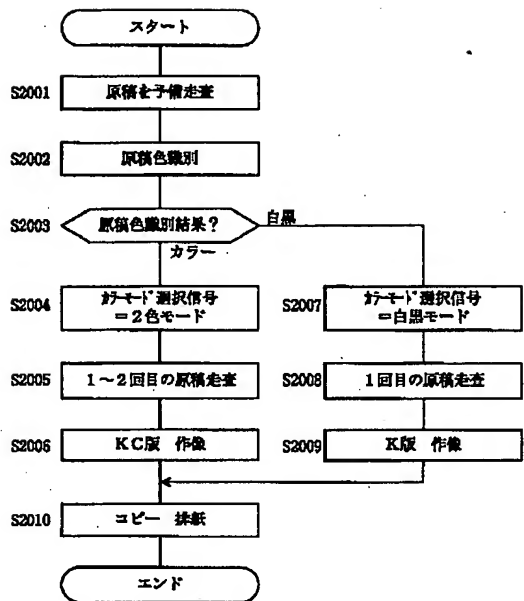 スタート
S2001
原稿を予備走査
S2002
原稿色識別
S2003
原稿色識別結果？
白黒
カラー
S2004
ｶﾗｰﾓｰﾄﾞ選択信号
＝２色モード
S2007
ｶﾗｰﾓｰﾄﾞ選択信号
＝白黒モード
S2005
１～２回目の原稿走査
S2008
１回目の原稿走査
S2006
ＫＣ版　作像
S2009
Ｋ版　作像
S2010
コピー　排紙
エンド